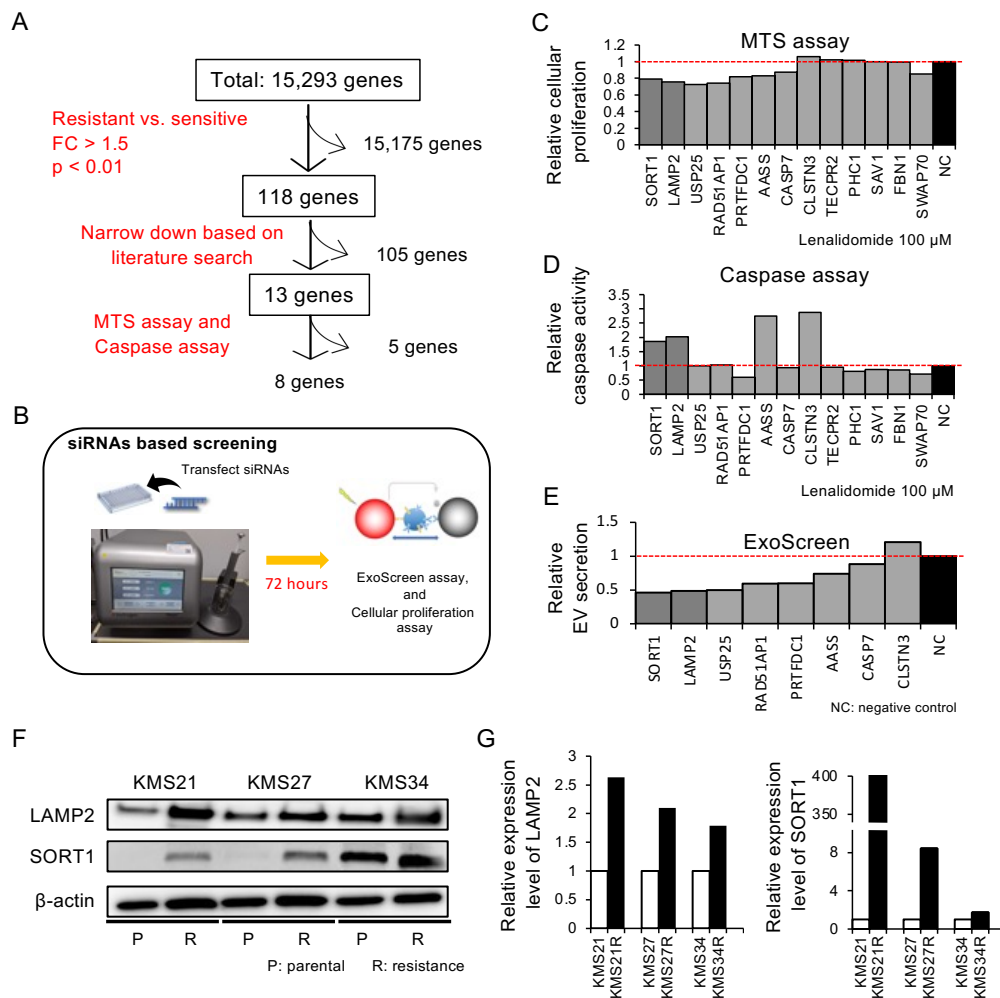 A
Total: 15,293 genes
Resistant vs. sensitive
FC > 1.5
p < 0.01
15,175 genes
118 genes
Narrow down based on
literature search
105 genes
13 genes
MTS assay and
Caspase assay
5 genes
8 genes
B
siRNAs based screening
Transfect siRNAs
72 hours
ExoScreen assay,
and
Cellular proliferation
assay
C
MTS assay
Relative cellular
proliferation
1.2
1
0.8
0.6
0.4
0.2
0
SORT1
LAMP2
USP25
RAD51AP1
PRTFDC1
AASS
CASP7
CLSTN3
TECPR2
PHC1
SAV1
FBN1
SWAP70
NC
Lenalidomide 100 μM
D
Caspase assay
Relative
caspase activity
3.5
3
2.5
2
1.5
1
0.5
0
SORT1
LAMP2
USP25
RAD51AP1
PRTFDC1
AASS
CASP7
CLSTN3
TECPR2
PHC1
SAV1
FBN1
SWAP70
NC
Lenalidomide 100 μM
E
ExoScreen
Relative
EV secretion
1.5
1
0.5
0
SORT1
LAMP2
USP25
RAD51AP1
PRTFDC1
AASS
CASP7
CLSTN3
NC
NC: negative control
F
KMS21 KMS27 KMS34
LAMP2
SORT1
β-actin
P R P R P R
P: parental R: resistance
G
Relative expression
level of LAMP2
3
2.5
2
1.5
1
0.5
0
KMS21
KMS21R
KMS27
KMS27R
KMS34
KMS34R
Relative expression
level of SORT1
400
350
8
4
0
KMS21
KMS21R
KMS27
KMS27R
KMS34
KMS34R